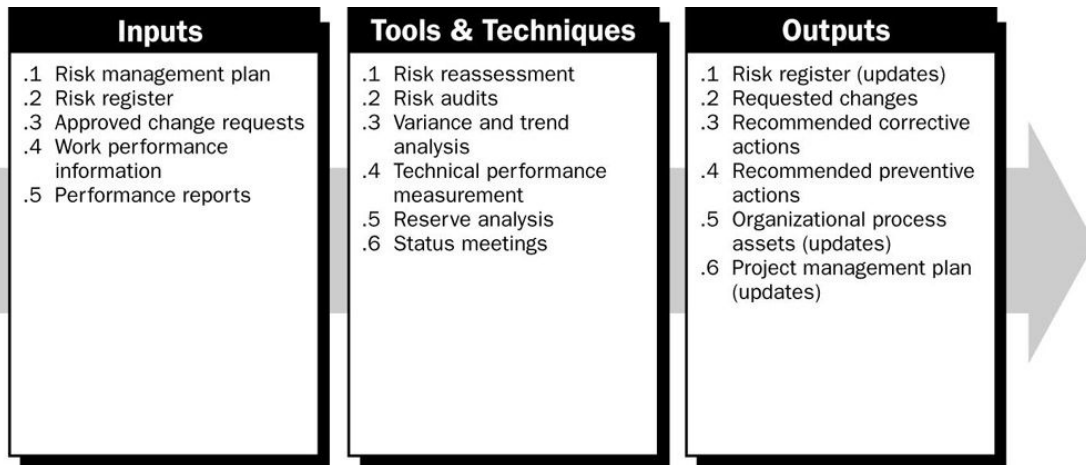 Inputs
.1 Risk management plan
.2 Risk register
.3 Approved change requests
.4 Work performance
information
.5 Performance reports
Tools & Techniques
.1 Risk reassessment
.2 Risk audits
.3 Variance and trend
analysis
.4 Technical performance
measurement
.5 Reserve analysis
.6 Status meetings
Outputs
.1 Risk register (updates)
.2 Requested changes
.3 Recommended corrective
actions
.4 Recommended preventive
actions
.5 Organizational process
assets (updates)
.6 Project management plan
(updates)